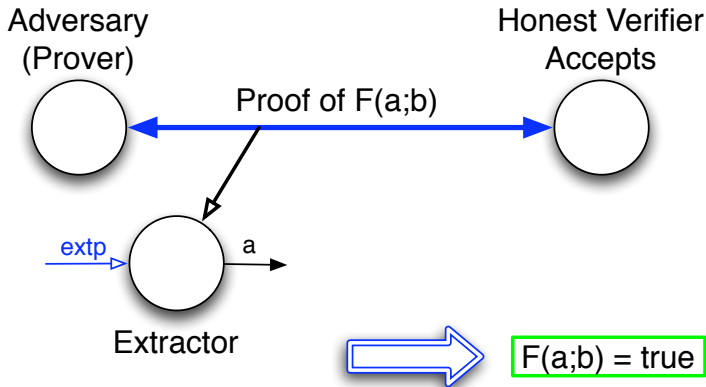 Adversary
(Prover)
Honest Verifier
Accepts
Proof of F(a;b)
extp
a
Extractor
F(a;b) = true